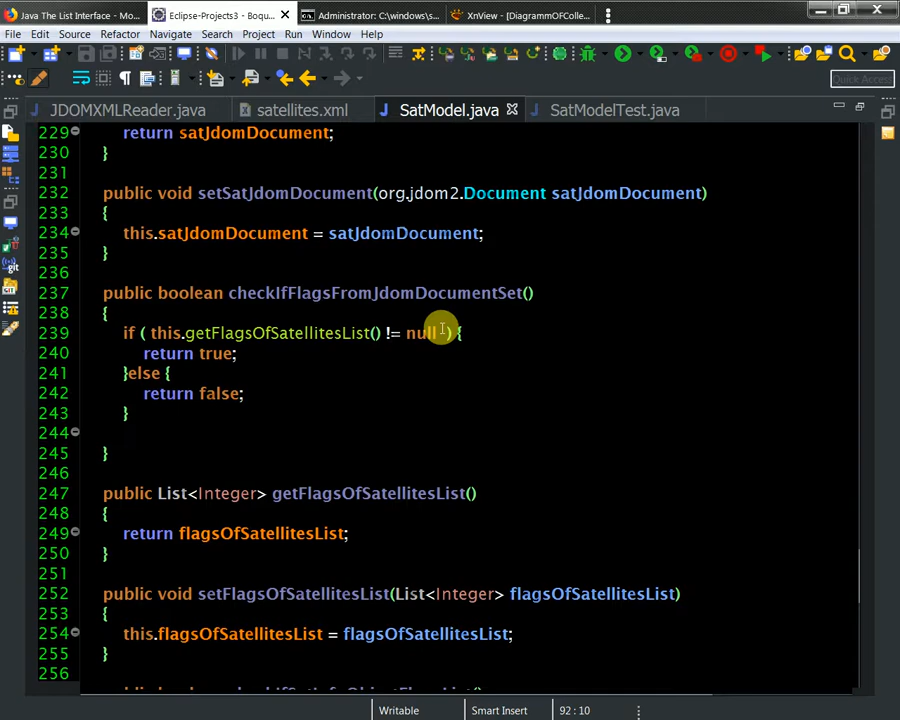 Java The List Interface - Mo...
Eclipse-Projects3 - Boqu...
Administrator: C:\windows\s...
XnView - [DiagrammOfColle...
File Edit Source Refactor Navigate Search Project Run Window Help
Quick Access
JDOMXMLReader.java
satellites.xml
SatModel.java
SatModelTest.java
229 return satJdomDocument;
230 }
231
232 public void setSatJdomDocument(org.jdom2.Document satJdomDocument)
233 {
234 this.satJdomDocument = satJdomDocument;
235 }
236
237 public boolean checkIfFlagsFromJdomDocumentSet()
238 {
239 if ( this.getFlagsOfSatellitesList() != null ) {
240 return true;
241 }else {
242 return false;
243 }
244
245 }
246
247 public List<Integer> getFlagsOfSatellitesList()
248 {
249 return flagsOfSatellitesList;
250 }
251
252 public void setFlagsOfSatellitesList(List<Integer> flagsOfSatellitesList)
253 {
254 this.flagsOfSatellitesList = flagsOfSatellitesList;
255 }
256
Writable Smart Insert 92 : 10